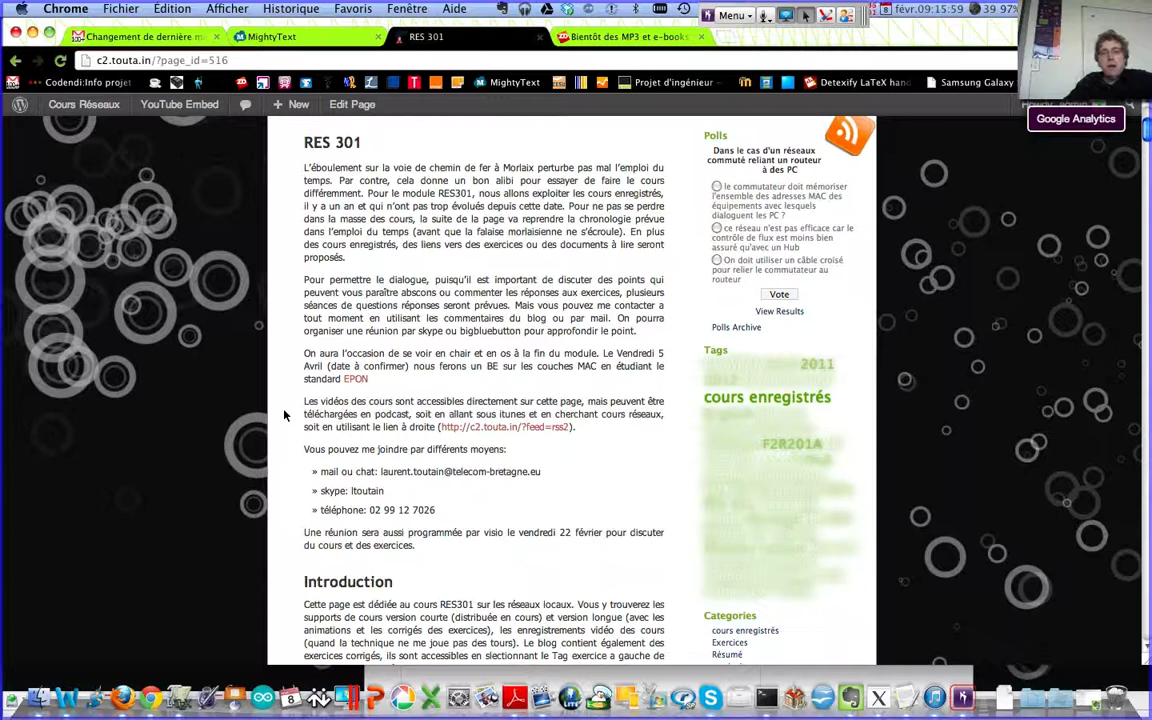 Chrome Fichier Édition Afficher Historique Favoris Fenêtre Aide Menu 8 févr.09:15:59 39 97%
Changement de dernière m MightyText RES 301 Bientôt des MP3 et e-books
c2.touta.in/?page_id=516
Codendi:Info projet MightyText Projet d'ingénieur Detexify LaTeX hand Samsung Galaxy
Cours Réseaux YouTube Embed New Edit Page
Google Analytics
RES 301
L'éboulement sur la voie de chemin de fer à Morlaix perturbe pas mal l'emploi du
temps. Par contre, cela donne un bon alibi pour essayer de faire le cours
différemment. Pour le module RES301, nous allons exploiter les cours enregistrés,
il y a un an et qui n'ont pas trop évolués depuis cette date. Pour ne pas se perdre
dans la masse des cours, la suite de la page va reprendre la chronologie prévue
dans l'emploi du temps (avant que la falaise morlaisienne ne s'écroule). En plus
des cours enregistrés, des liens vers des exercices ou des documents à lire seront
proposés.
Pour permettre le dialogue, puisqu'il est important de discuter des points qui
peuvent vous paraître abscons ou commenter les réponses aux exercices, plusieurs
séances de questions réponses seront prévues. Mais vous pouvez me contacter a
tout moment en utilisant les commentaires du blog ou par mail. On pourra
organiser une réunion par skype ou bigbluebutton pour approfondir le point.
On aura l'occasion de se voir en chair et en os à la fin du module. Le Vendredi 5
Avril (date à confirmer) nous ferons un BE sur les couches MAC en étudiant le
standard EPON
Les vidéos des cours sont accessibles directement sur cette page, mais peuvent être
téléchargées en podcast, soit en allant sous itunes et en cherchant cours réseaux,
soit en utilisant le lien à droite (http://c2.touta.in/?feed=rss2).
Vous pouvez me joindre par différents moyens:
» mail ou chat: laurent.toutain@telecom-bretagne.eu
» skype: ltoutain
» téléphone: 02 99 12 7026
Une réunion sera aussi programmée par visio le vendredi 22 février pour discuter
du cours et des exercices.
Introduction
Cette page est dédiée au cours RES301 sur les réseaux locaux. Vous y trouverez les
supports de cours version courte (distribuée en cours) et version longue (avec les
animations et les corrigés des exercices), les enregistrements vidéo des cours
(quand la technique ne me joue pas des tours). Le blog contient également des
exercices corrigés, ils sont accessibles en slectionnant le Tag exercice a gauche de
Polls
Dans le cas d'un réseaux
commuté reliant un routeur
à des PC
le commutateur doit mémoriser
l'ensemble des adresses MAC des
équipements avec lesquels
dialoguent les PC ?
ce réseau n'est pas efficace car le
contrôle de flux est moins bien
assuré qu'avec un Hub
On doit utiliser un câble croisé
pour relier le commutateur au
routeur
Vote
View Results
Polls Archive
Tags
2011
cours enregistrés
F2R201A
Categories
cours enregistrés
Exercices
Résumé